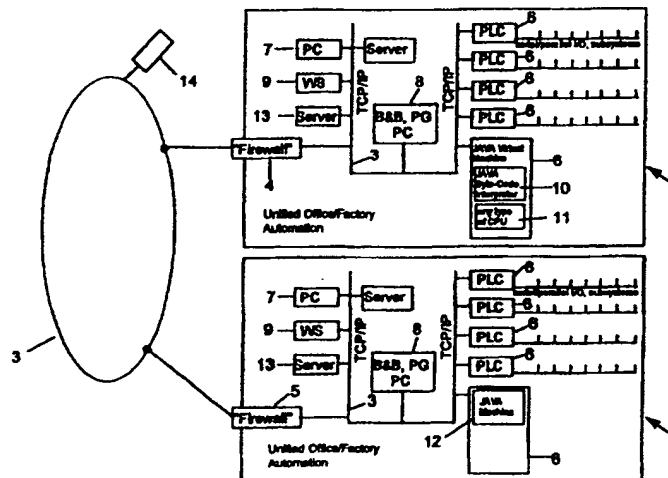 14
3
7 PC Server
9 WS
13 Server
TCP/IP
8
B&B, PG
PC
TCP/IP
3
"Firewall"
4
Unified Office/Factory
Automation
6
PLC
I/O, subsystems
PLC 6
PLC 6
PLC 6
JAVA Virtual
Machine
6
JAVA
Byte-Code
Interpreter
10
any type
of CPU
11
7 PC Server
9 WS
13 Server
TCP/IP
8
B&B, PG
PC
TCP/IP
3
5
"Firewall"
Unified Office/Factory
Automation
6
PLC
I/O, subsystems
PLC 6
PLC 6
PLC 6
JAVA
Machine
12
6